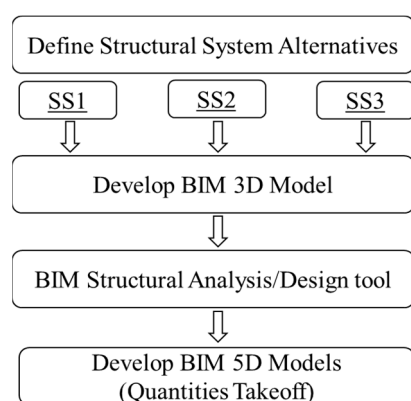 Define Structural System Alternatives
SS1 SS2 SS3
Develop BIM 3D Model
BIM Structural Analysis/Design tool
Develop BIM 5D Models
(Quantities Takeoff)